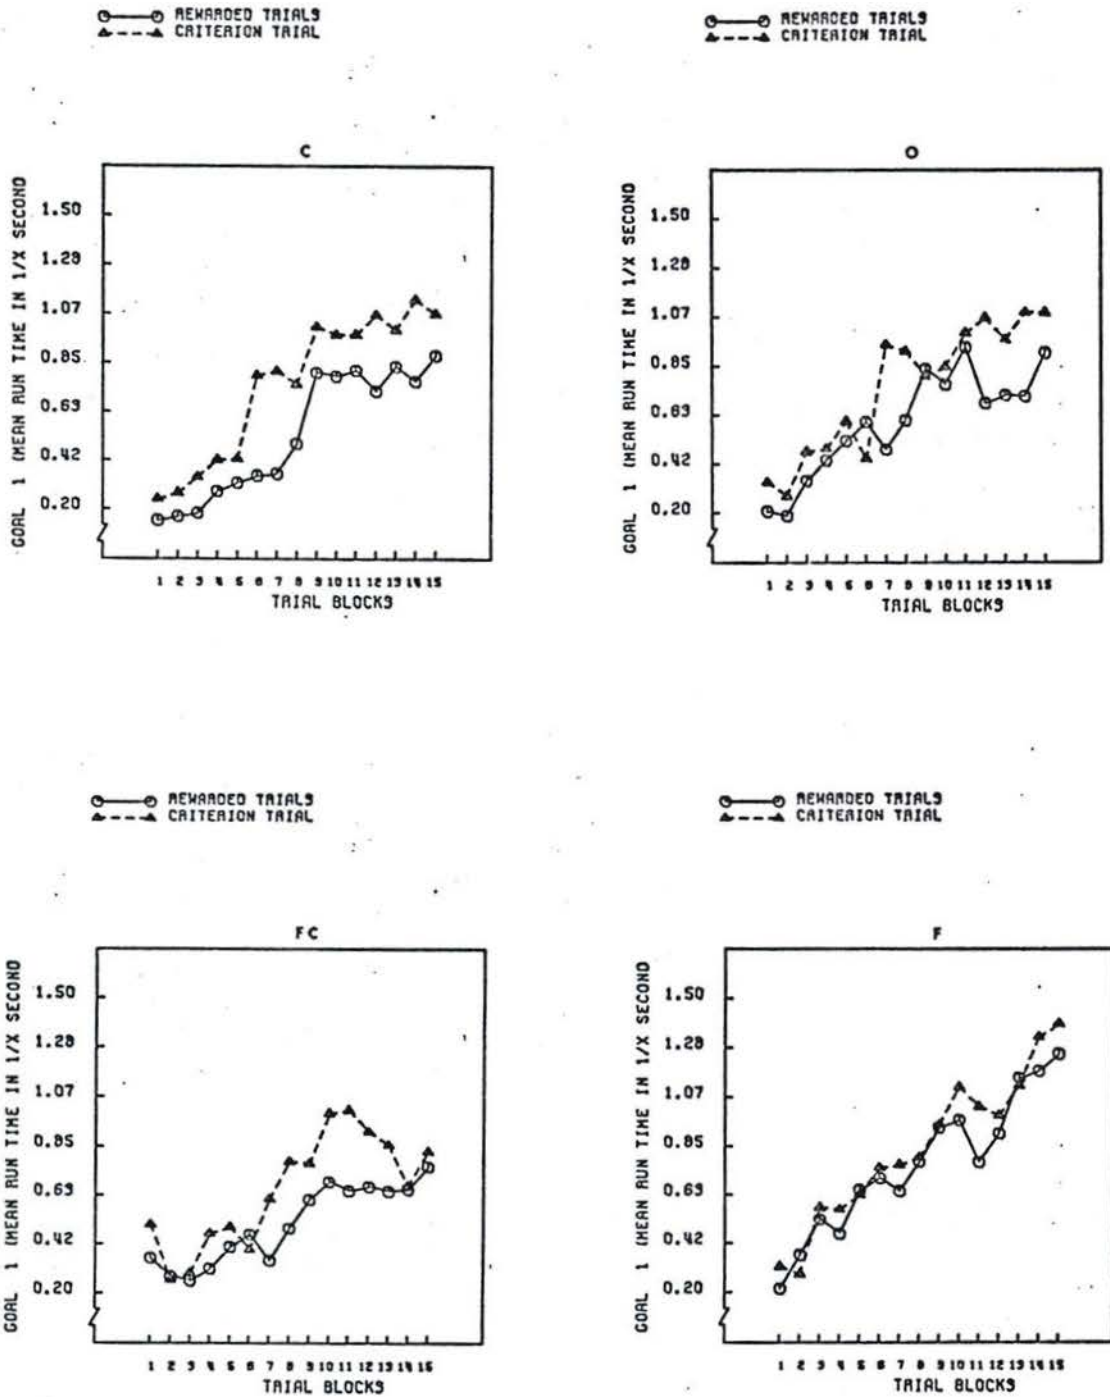 REWARDED TRIALS
CRITERION TRIAL
C
GOAL 1 (MEAN RUN TIME IN 1/X SECOND
1.50
1.28
1.07
0.85
0.63
0.42
0.20
1 2 3 4 5 6 7 8 9 10 11 12 13 14 15
TRIAL BLOCKS
REWARDED TRIALS
CRITERION TRIAL
O
GOAL 1 (MEAN RUN TIME IN 1/X SECOND
1.50
1.28
1.07
0.85
0.63
0.42
0.20
1 2 3 4 5 6 7 8 9 10 11 12 13 14 15
TRIAL BLOCKS
REWARDED TRIALS
CRITERION TRIAL
FC
GOAL 1 (MEAN RUN TIME IN 1/X SECOND
1.50
1.28
1.07
0.85
0.63
0.42
0.20
1 2 3 4 5 6 7 8 9 10 11 12 13 14 15
TRIAL BLOCKS
REWARDED TRIALS
CRITERION TRIAL
F
GOAL 1 (MEAN RUN TIME IN 1/X SECOND
1.50
1.28
1.07
0.85
0.63
0.42
0.20
1 2 3 4 5 6 7 8 9 10 11 12 13 14 15
TRIAL BLOCKS